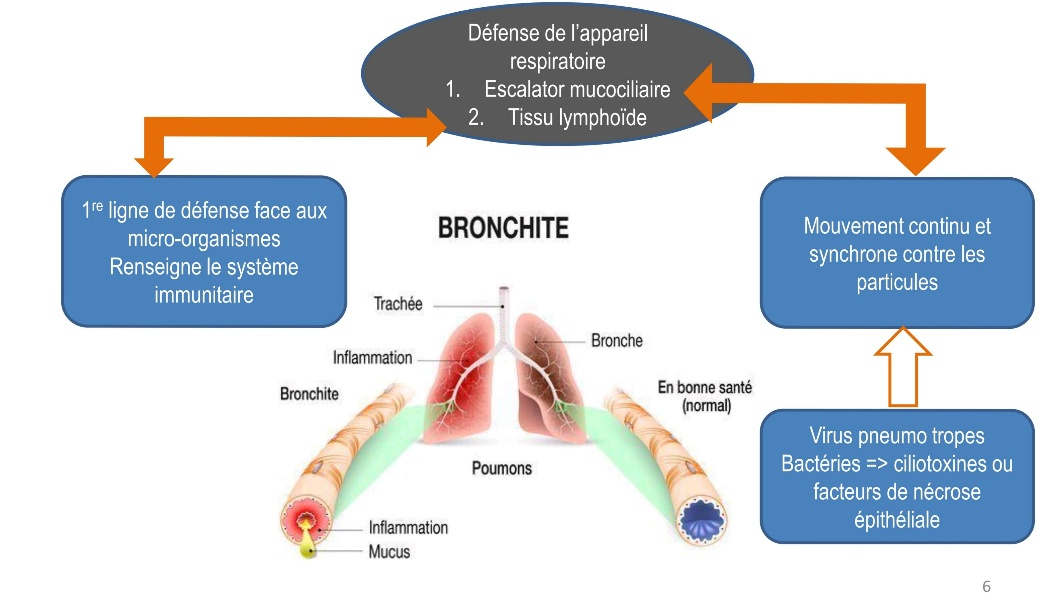 Défense de l'appareil
respiratoire
1. Escalator mucociliaire
2. Tissu lymphoïde
1re ligne de défense face aux
micro-organismes
Renseigne le système
immunitaire
Mouvement continu et
synchrone contre les
particules
BRONCHITE
Trachée
Bronche
Inflammation
Bronchite
En bonne santé
(normal)
Poumons
Inflammation
Mucus
Virus pneumo tropes
Bactéries => ciliotoxines ou
facteurs de nécrose
épithéliale
6